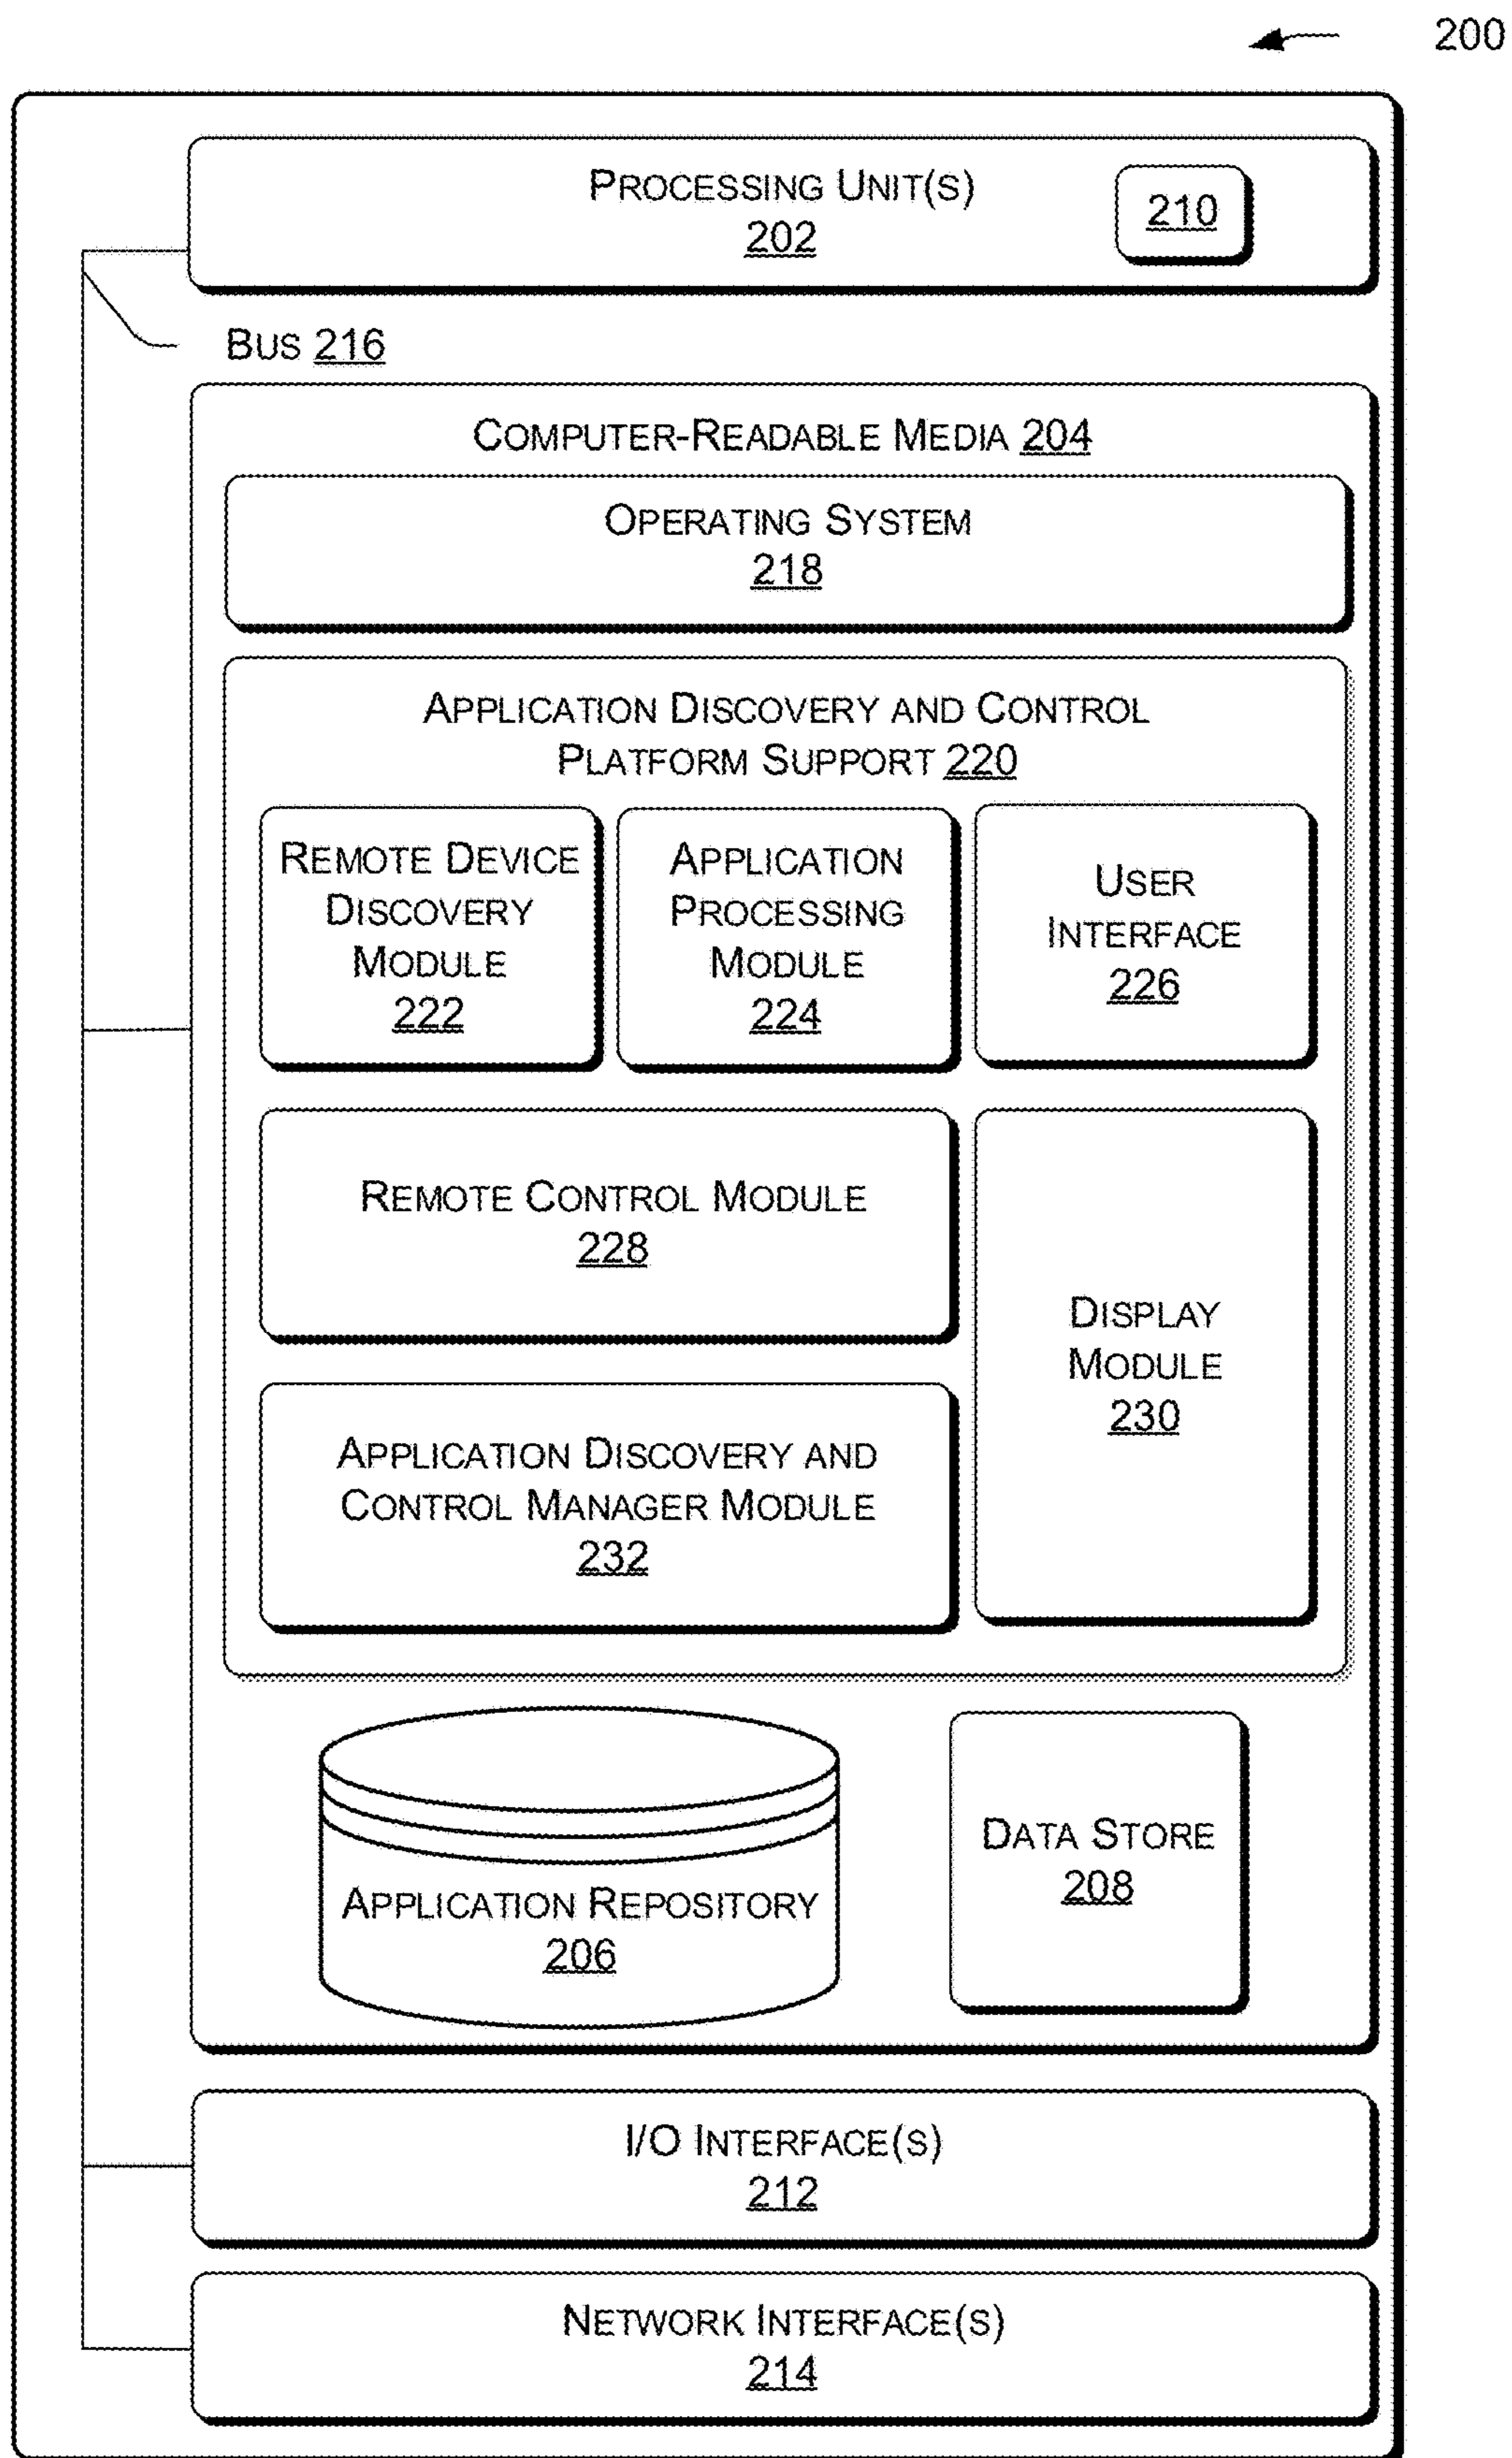 200
PROCESSING UNIT(S)
202
210
BUS 216
COMPUTER-READABLE MEDIA 204
OPERATING SYSTEM
218
APPLICATION DISCOVERY AND CONTROL
PLATFORM SUPPORT 220
REMOTE DEVICE
DISCOVERY
MODULE
222
APPLICATION
PROCESSING
MODULE
224
USER
INTERFACE
226
REMOTE CONTROL MODULE
228
DISPLAY
MODULE
230
APPLICATION DISCOVERY AND
CONTROL MANAGER MODULE
232
APPLICATION REPOSITORY
206
DATA STORE
208
I/O INTERFACE(S)
212
NETWORK INTERFACE(S)
214